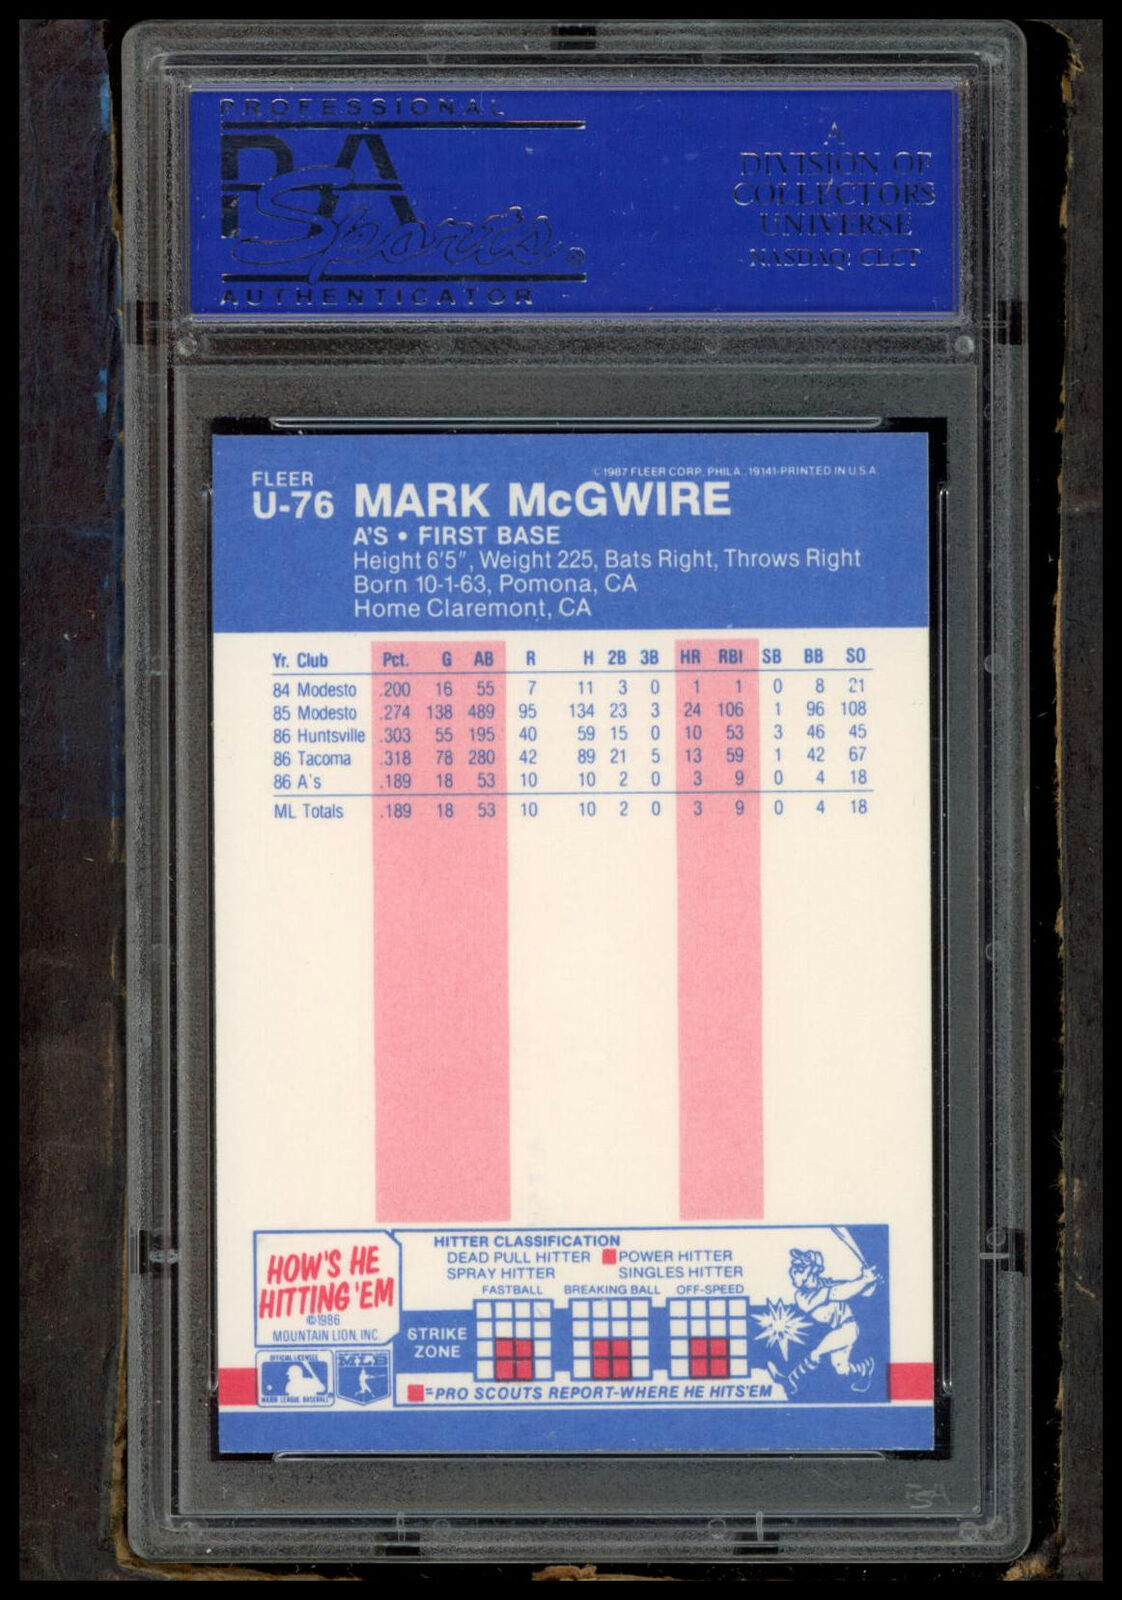 PROFESSIONAL
PSA
Sports®
AUTHENTICATOR
A
DIVISION OF
COLLECTORS
UNIVERSE
NASDAQ: CLCT
©1987 FLEER CORP. PHILA. 19141-PRINTED IN U.S.A.
FLEER
U-76 MARK McGWIRE
A'S • FIRST BASE
Height 6'5", Weight 225, Bats Right, Throws Right
Born 10-1-63, Pomona, CA
Home Claremont, CA
Yr. Club Pct. G AB R H 2B 3B HR RBI SB BB SO
84 Modesto .200 16 55 7 11 3 0 1 1 0 8 21
85 Modesto .274 138 489 95 134 23 3 24 106 1 96 108
86 Huntsville .303 55 195 40 59 15 0 10 53 3 46 45
86 Tacoma .318 78 280 42 89 21 5 13 59 1 42 67
86 A's .189 18 53 10 10 2 0 3 9 0 4 18
ML Totals .189 18 53 10 10 2 0 3 9 0 4 18
HOW'S HE
HITTING 'EM
©1986
MOUNTAIN LION, INC.
HITTER CLASSIFICATION
DEAD PULL HITTER POWER HITTER
SPRAY HITTER SINGLES HITTER
FASTBALL BREAKING BALL OFF-SPEED
STRIKE
ZONE
=PRO SCOUTS REPORT-WHERE HE HITS'EM
OFFICIAL LICENSEE
MAJOR LEAGUE BASEBALL
MLB
PSA